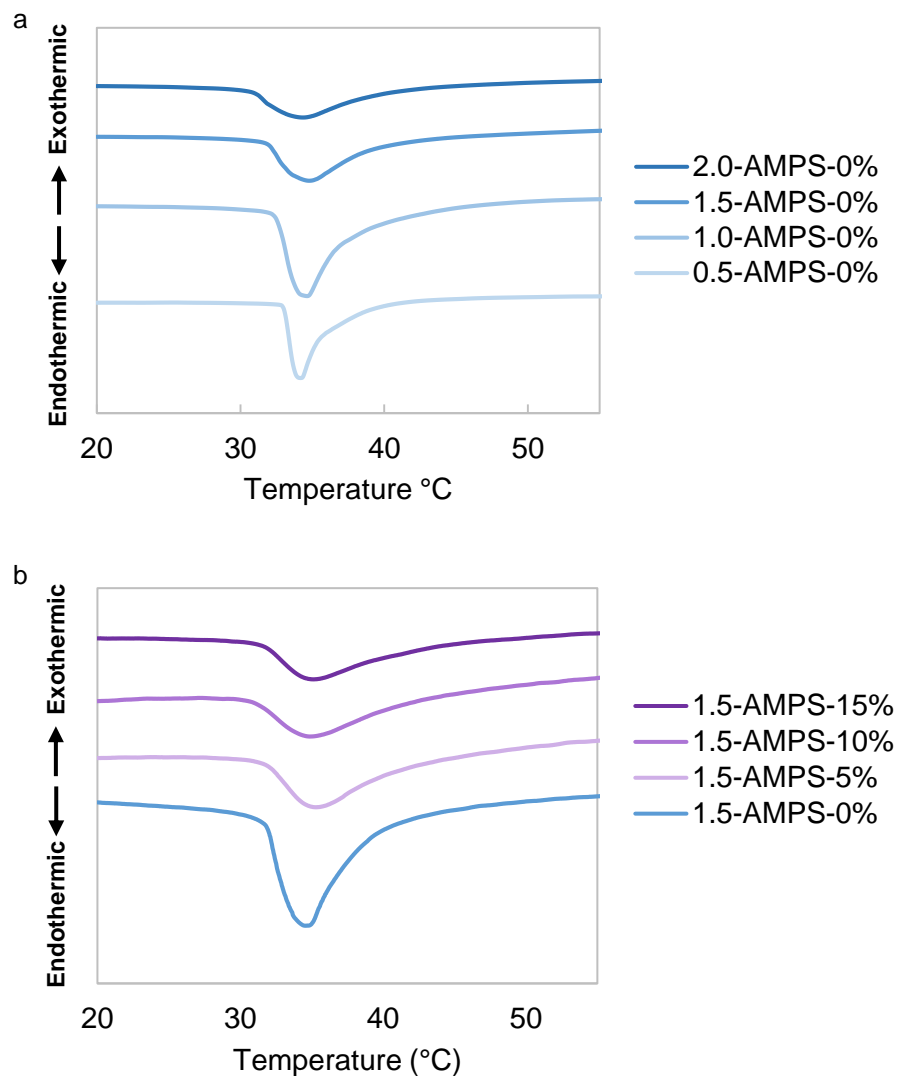 a
Endothermic
Exothermic
2.0-AMPS-0%
1.5-AMPS-0%
1.0-AMPS-0%
0.5-AMPS-0%
20 30 40 50
Temperature °C
b
Endothermic
Exothermic
1.5-AMPS-15%
1.5-AMPS-10%
1.5-AMPS-5%
1.5-AMPS-0%
20 30 40 50
Temperature (°C)